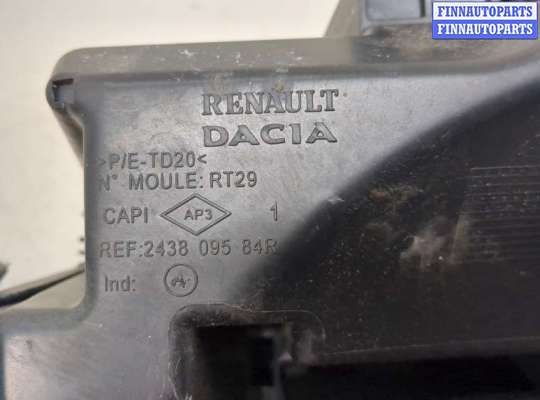 FINNAUTOPARTS
FINNAUTOPARTS
RENAULT
DACIA
>P/E-TD20<
N° MOULE: RT29
CAPI AP3 1
REF:2438 095 84R
Ind: A